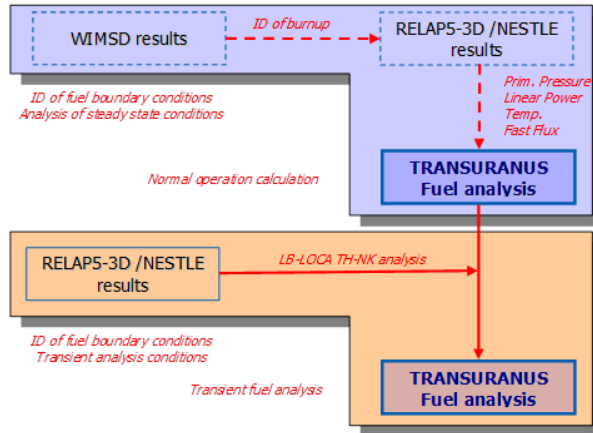 WIMSD results
ID of burnup
RELAP5-3D /NESTLE
results
Prim. Pressure
Linear Power
Temp.
Fast Flux
ID of fuel boundary conditions
Analysis of steady state conditions
Normal operation calculation
TRANSURANUS
Fuel analysis
RELAP5-3D /NESTLE
results
LB-LOCA TH-NK analysis
ID of fuel boundary conditions
Transient analysis conditions
Transient fuel analysis
TRANSURANUS
Fuel analysis